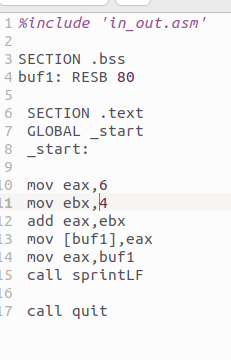 1 %include 'in_out.asm'
2
3 SECTION .bss
4 buf1: RESB 80
5
6 SECTION .text
7 GLOBAL _start
8 _start:
9
10 mov eax,6
11 mov ebx,4
12 add eax,ebx
13 mov [buf1],eax
14 mov eax,buf1
15 call sprintLF
16
17 call quit